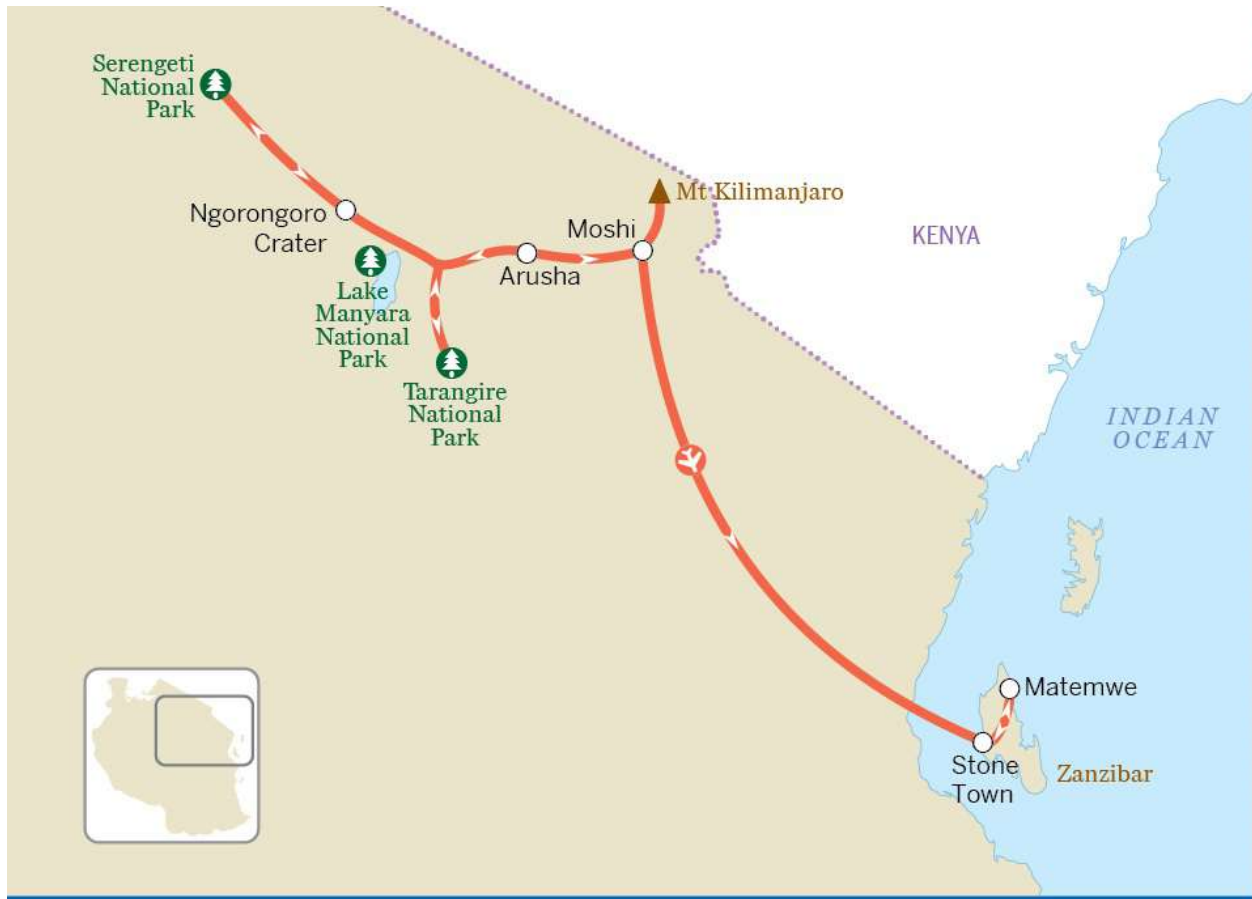 Serengeti
National
Park
Mt Kilimanjaro
Ngorongoro
Crater
Moshi
KENYA
Arusha
Lake
Manyara
National
Park
Tarangire
National
Park
INDIAN
OCEAN
Matemwe
Stone
Town
Zanzibar